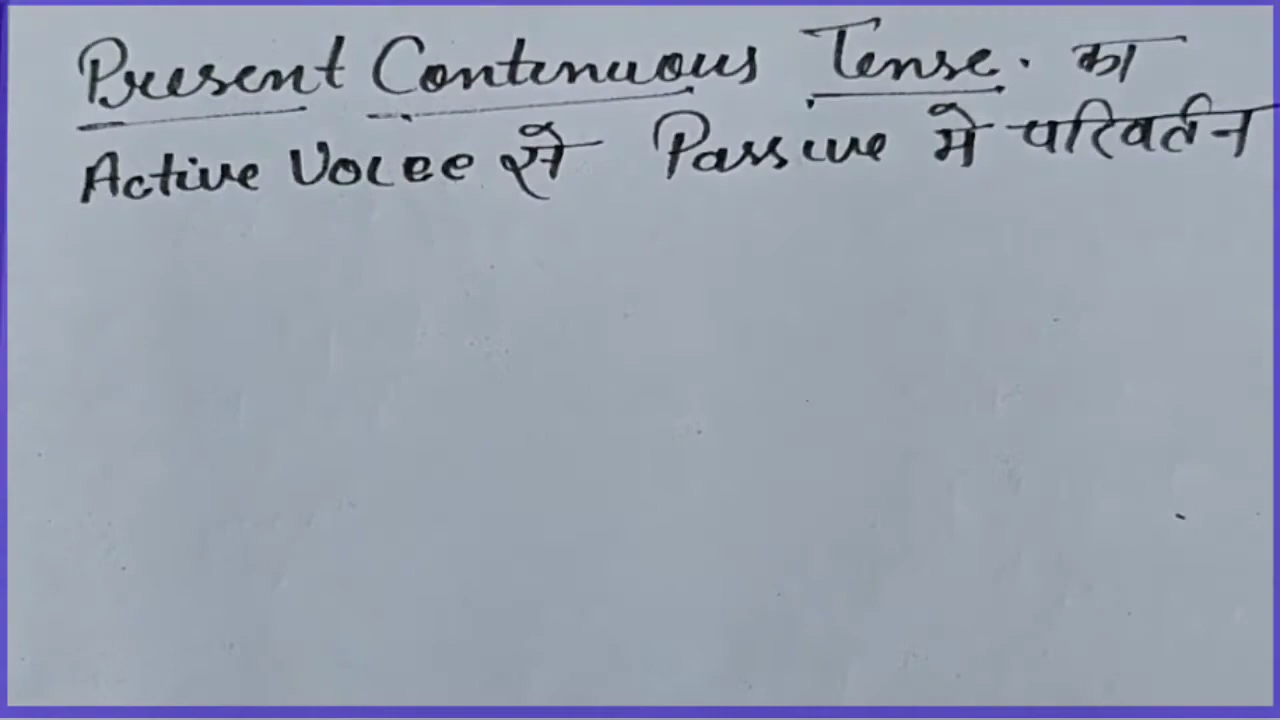 Present Continuous Tense. का
Active Voice से Passive मे परिवर्तन